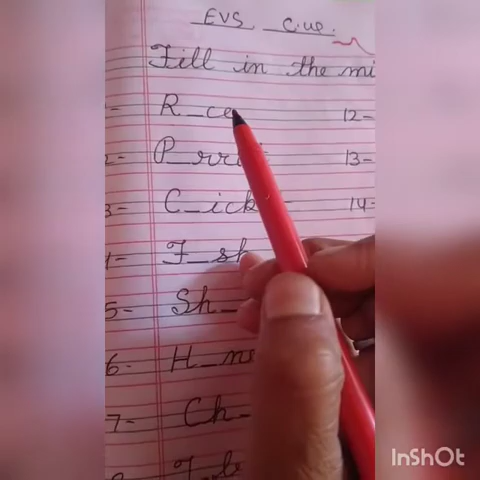 EVS C.W.
Fill in the mi
1- R_ce 12-
2- P_rr t 13-
3- C_ick 14-
4- F_sh
5- Sh_
6- H_ns
7- Ch_
InShOt